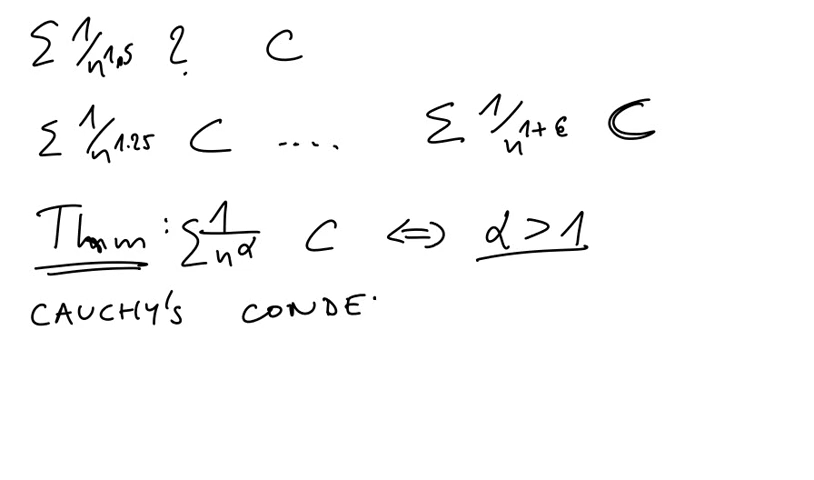 Σ 1/n^1.5 ? C
Σ 1/n^1.25 C .... Σ 1/n^1+ε C
Thm : Σ 1/n^α C ⇔ α > 1
CAUCHY's CONDE